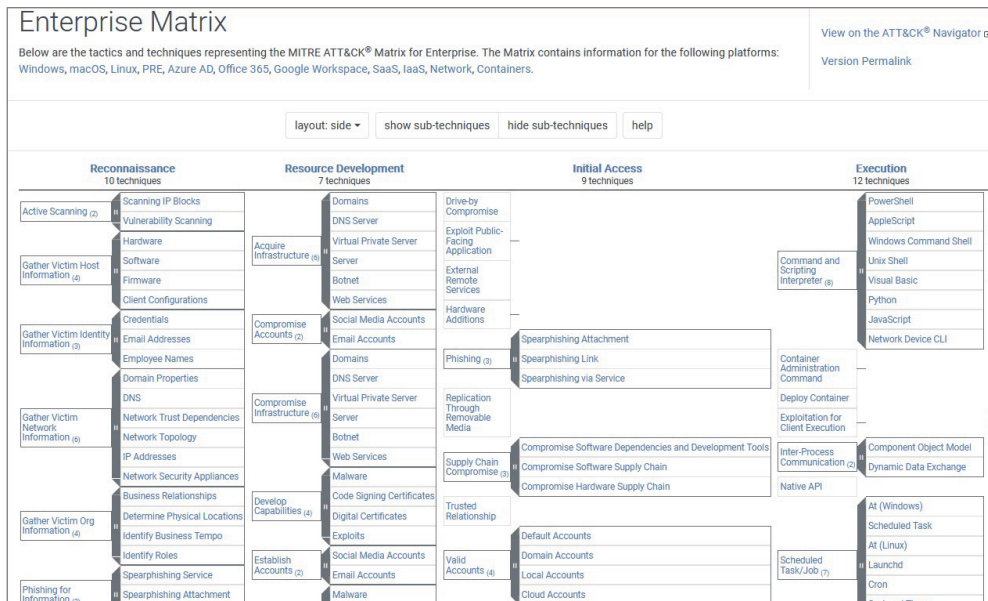 Enterprise Matrix
Below are the tactics and techniques representing the MITRE ATT&CK® Matrix for Enterprise. The Matrix contains information for the following platforms:
Windows, macOS, Linux, PRE, Azure AD, Office 365, Google Workspace, SaaS, IaaS, Network, Containers.
View on the ATT&CK® Navigator
Version Permalink
layout: side
show sub-techniques
hide sub-techniques
help
Reconnaissance
10 techniques
Active Scanning (2)
Scanning IP Blocks
Vulnerability Scanning
Gather Victim Host
Information (4)
Hardware
Software
Firmware
Client Configurations
Gather Victim Identity
Information (3)
Credentials
Email Addresses
Employee Names
Gather Victim
Network
Information (6)
Domain Properties
DNS
Network Trust Dependencies
Network Topology
IP Addresses
Network Security Appliances
Gather Victim Org
Information (4)
Business Relationships
Determine Physical Locations
Identify Business Tempo
Identify Roles
Phishing for
Information
Spearphishing Service
Spearphishing Attachment
Resource Development
7 techniques
Acquire
Infrastructure (6)
Domains
DNS Server
Virtual Private Server
Server
Botnet
Web Services
Compromise
Accounts (2)
Social Media Accounts
Email Accounts
Compromise
Infrastructure (6)
Domains
DNS Server
Virtual Private Server
Server
Botnet
Web Services
Develop
Capabilities (4)
Malware
Code Signing Certificates
Digital Certificates
Exploits
Establish
Accounts (2)
Social Media Accounts
Email Accounts
Malware
Initial Access
9 techniques
Drive-by
Compromise
Exploit Public-
Facing
Application
External
Remote
Services
Hardware
Additions
Phishing (3)
Spearphishing Attachment
Spearphishing Link
Spearphishing via Service
Replication
Through
Removable
Media
Supply Chain
Compromise (3)
Compromise Software Dependencies and Development Tools
Compromise Software Supply Chain
Compromise Hardware Supply Chain
Trusted
Relationship
Valid
Accounts (4)
Default Accounts
Domain Accounts
Local Accounts
Cloud Accounts
Execution
12 techniques
Command and
Scripting
Interpreter (8)
PowerShell
AppleScript
Windows Command Shell
Unix Shell
Visual Basic
Python
JavaScript
Network Device CLI
Container
Administration
Command
Deploy Container
Exploitation for
Client Execution
Inter-Process
Communication (2)
Component Object Model
Dynamic Data Exchange
Native API
Scheduled
Task/Job (7)
At (Windows)
Scheduled Task
At (Linux)
Launchd
Cron